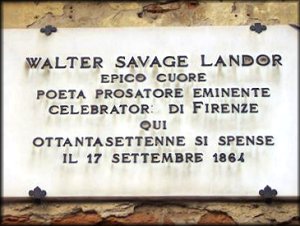 WALTER SAVAGE LANDOR
EPICO CUORE
POETA PROSATORE EMINENTE
CELEBRATOR: DI FIRENZE
QUI
OTTANTASETTENNE SI SPENSE
IL 17 SETTEMBRE 1864